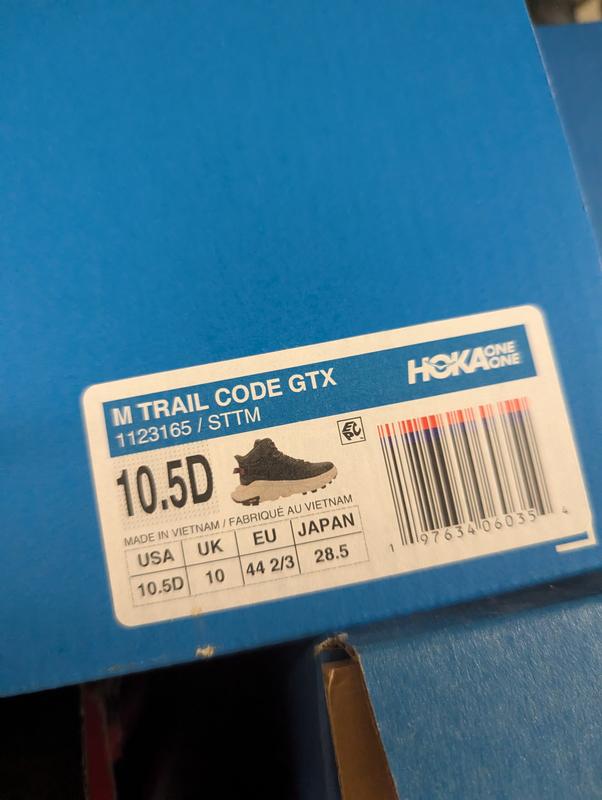 M TRAIL CODE GTX
1123165 / STTM
HOKA ONE ONE
10.5D
MADE IN VIETNAM / FABRIQUÉ AU VIETNAM
USA UK EU JAPAN
10.5D 10 44 2/3 28.5
1 97634 06035 4